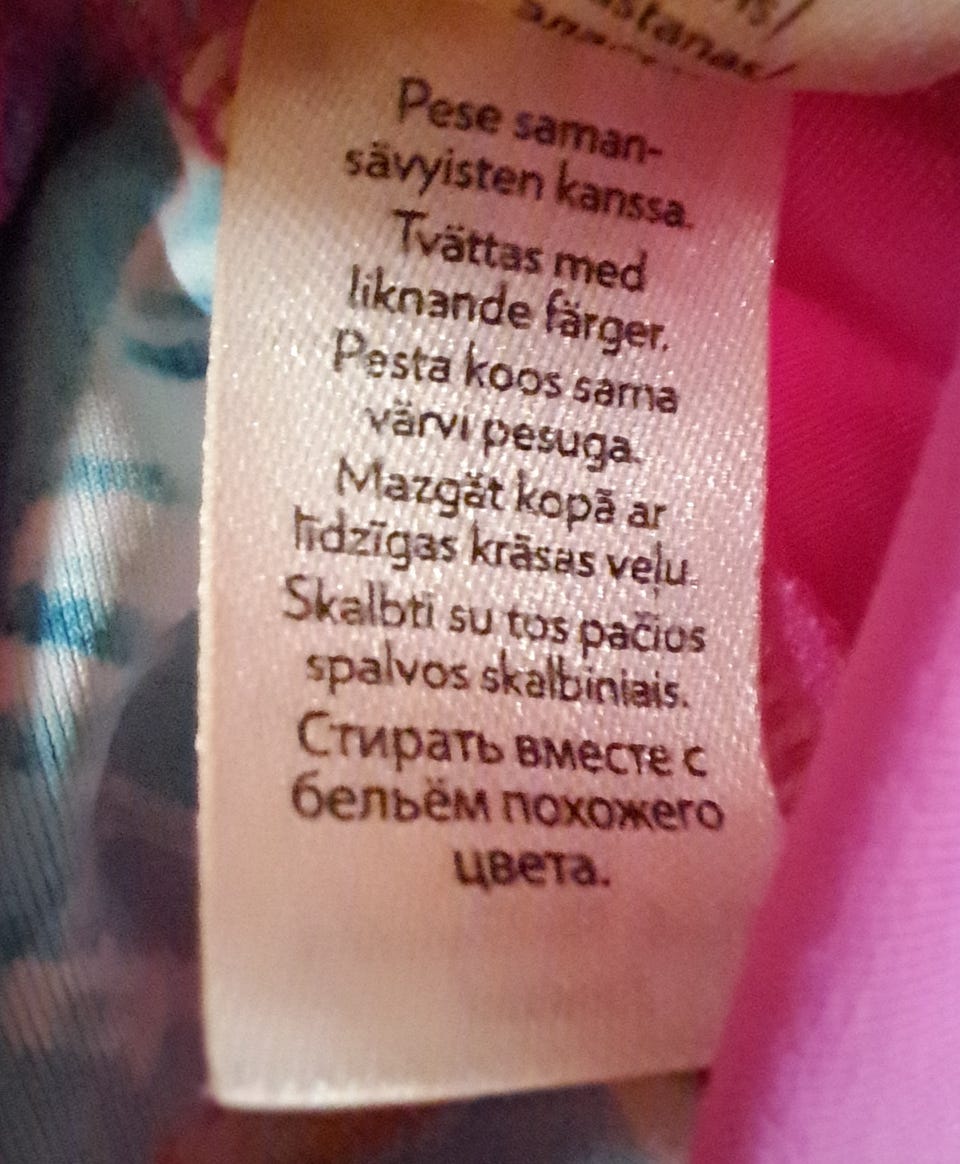 Pese saman-
sävyisten kanssa.
Tvättas med
liknande färger.
Pesta koos sama
värvi pesuga.
Mazgāt kopā ar
līdzīgas krāsas veļu.
Skalbti su tos pačios
spalvos skalbiniais.
Стирать вместе с
бельём похожего
цвета.